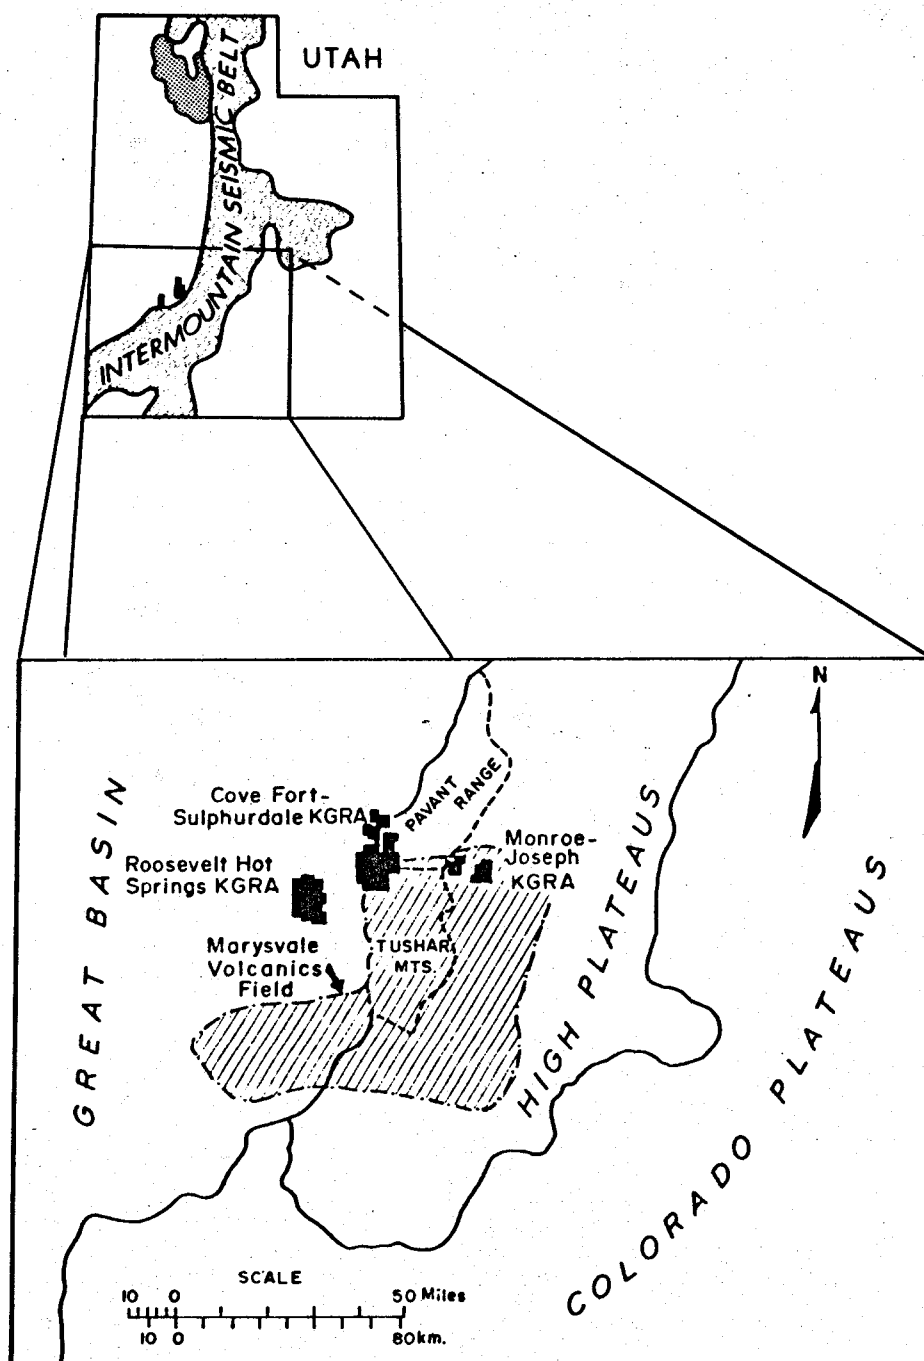 UTAH
INTERMOUNTAIN SEISMIC BELT
N
GREAT BASIN
Cove Fort-
Sulphurdale KGRA
PAVANT RANGE
Roosevelt Hot
Springs KGRA
Monroe-
Joseph
KGRA
Marysvale
Volcanics
Field
TUSHAR
MTS.
HIGH PLATEAUS
COLORADO PLATEAUS
SCALE
10 0 50 Miles
10 0 80km.